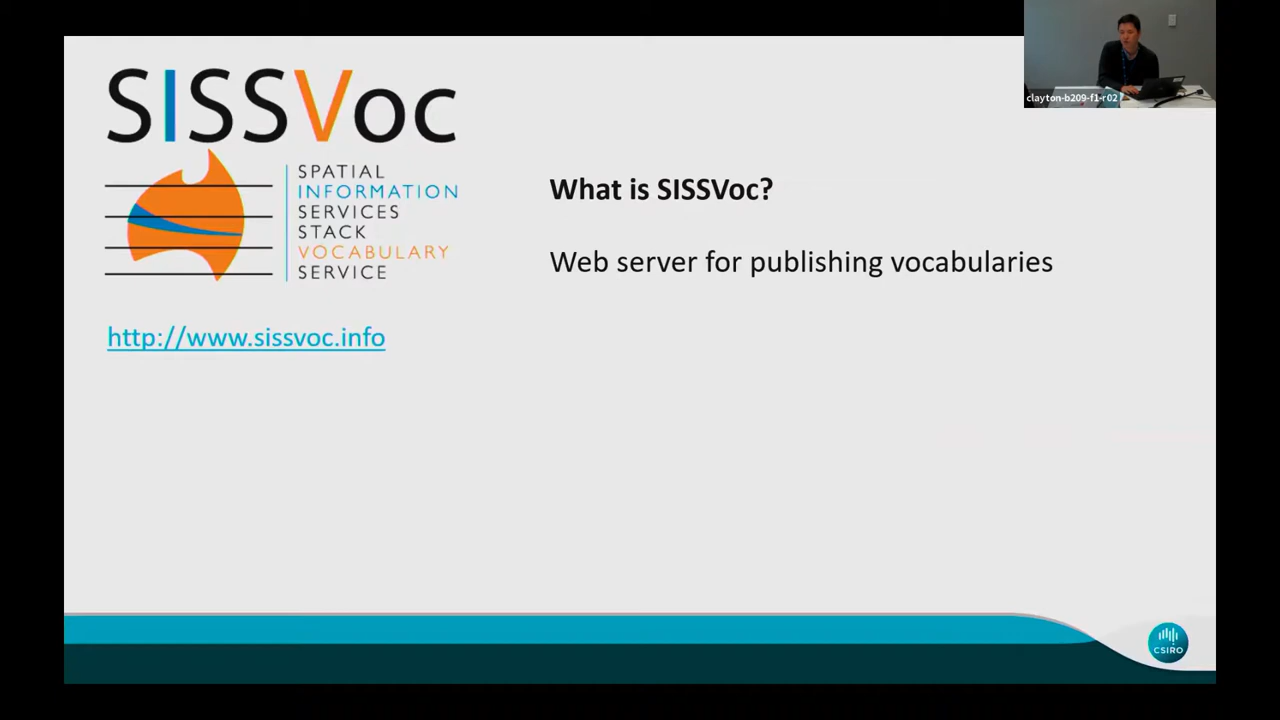 SISSVoc
SPATIAL
INFORMATION
SERVICES
STACK
VOCABULARY
SERVICE
http://www.sissvoc.info
What is SISSVoc?
Web server for publishing vocabularies
clayton-b209-f1-r02
CSIRO